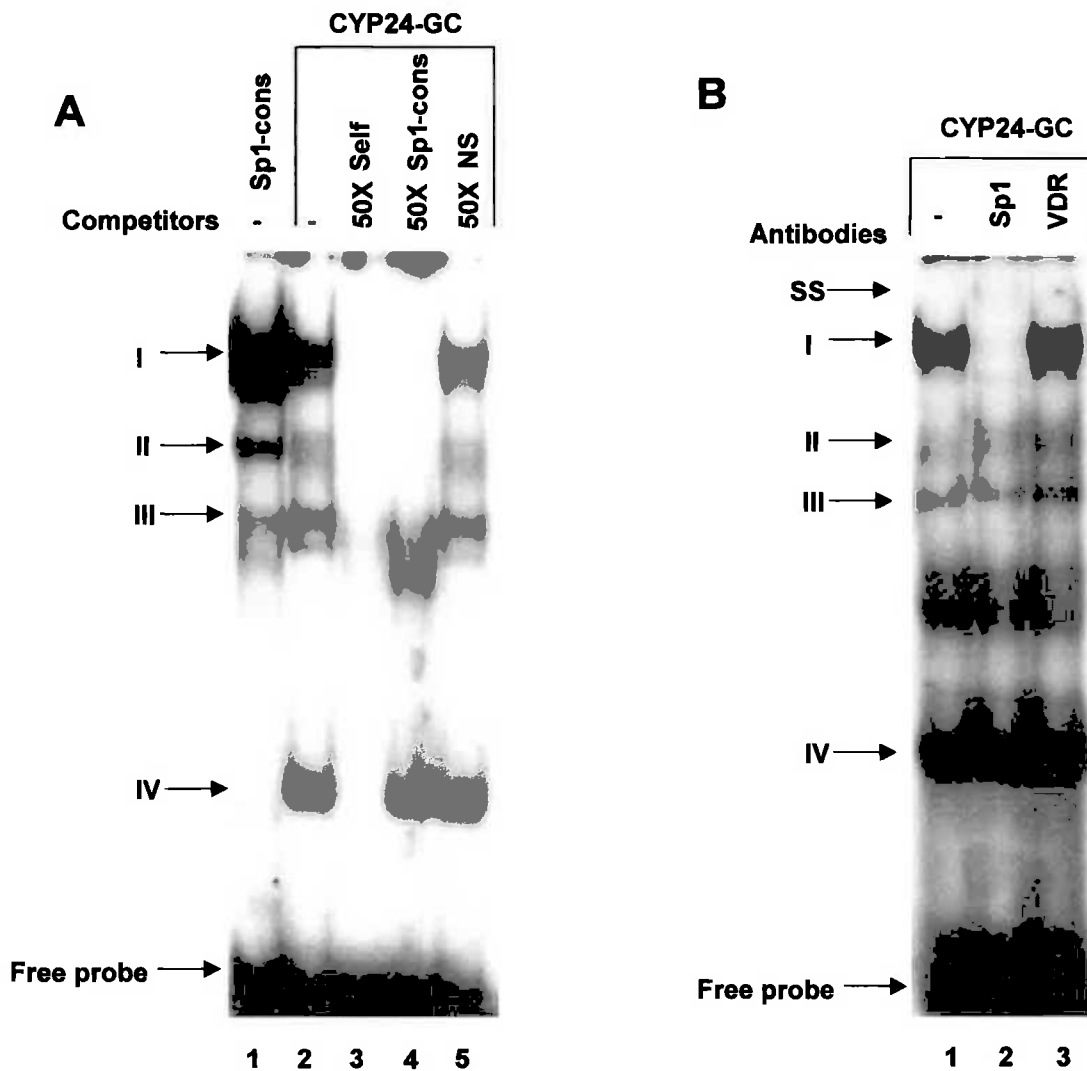 A
CYP24-GC
Sp1-cons
50X Self
50X Sp1-cons
50X NS
Competitors - -
I
II
III
IV
Free probe
1 2 3 4 5
B
CYP24-GC
Antibodies - Sp1 VDR
SS
I
II
III
IV
Free probe
1 2 3